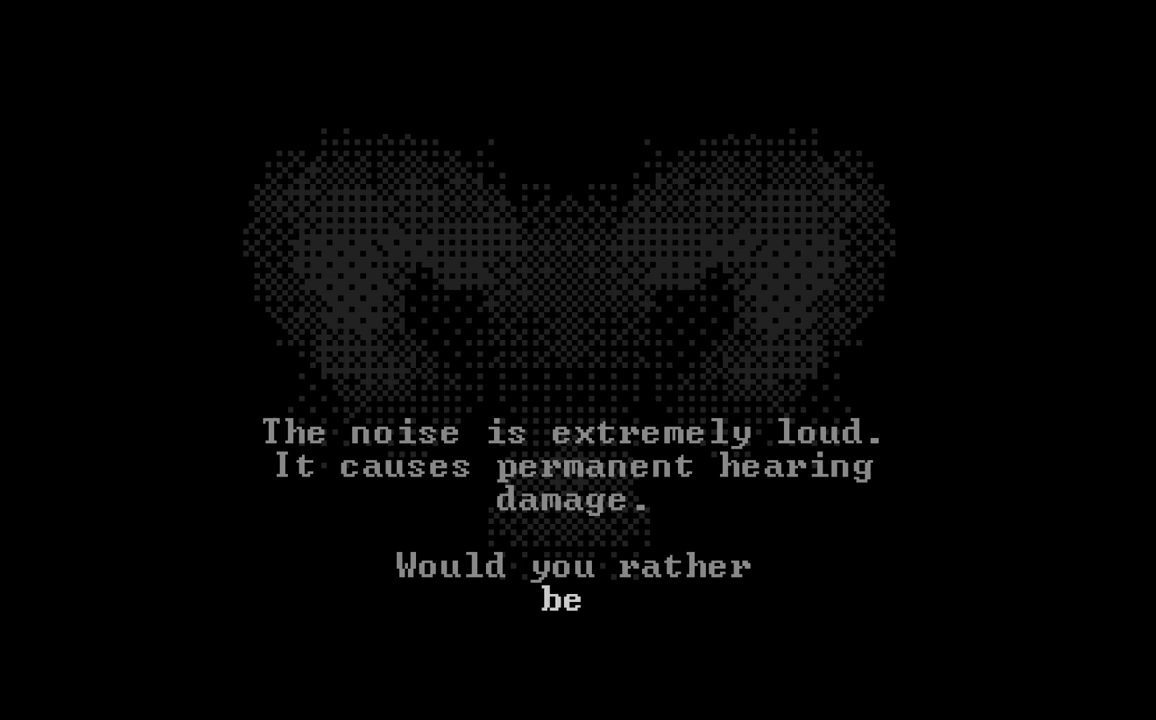 The noise is extremely loud.
It causes permanent hearing
damage.
Would you rather
be